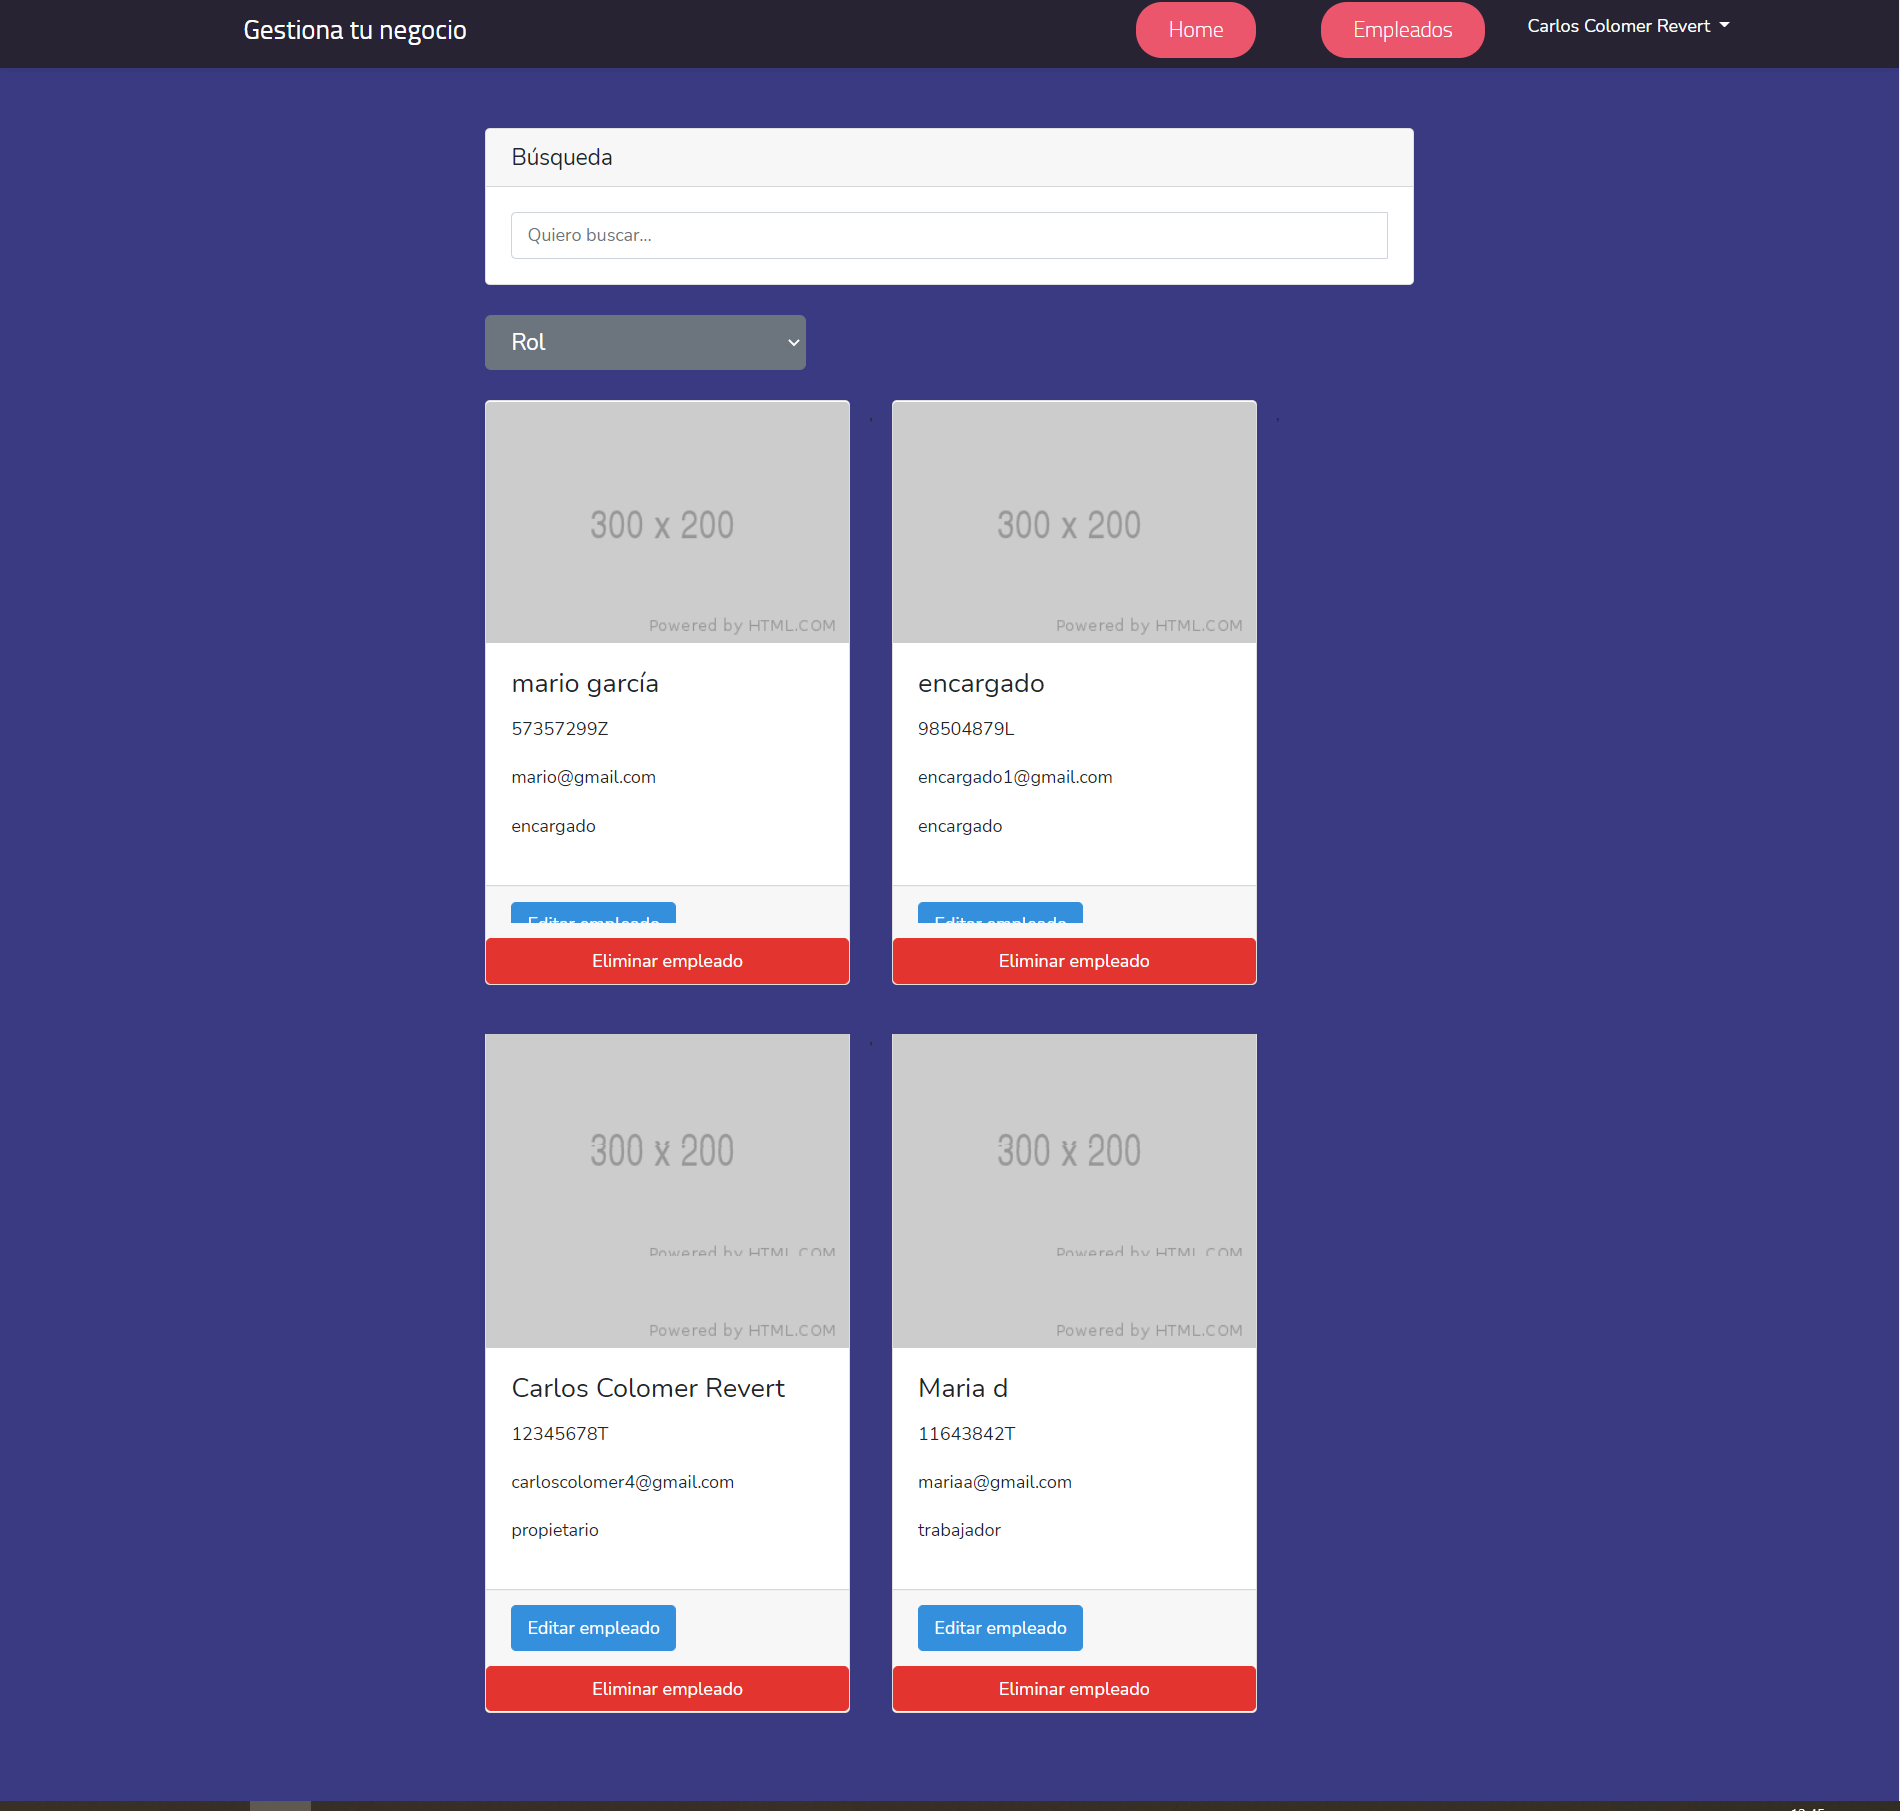 Gestiona tu negocio Home Empleados Carlos Colomer Revert
Búsqueda
Quiero buscar...
Rol
300 x 200 300 x 200
Powered by HTML.COM Powered by HTML.COM
mario garcía encargado
57357299Z 98504879L
mario@gmail.com encargado1@gmail.com
encargado encargado
Editar empleado Editar empleado
Eliminar empleado Eliminar empleado
300 x 200 300 x 200
Powered by HTML.COM Powered by HTML.COM
Powered by HTML.COM Powered by HTML.COM
Carlos Colomer Revert Maria d
12345678T 11643842T
carloscolomer4@gmail.com mariaa@gmail.com
propietario trabajador
Editar empleado Editar empleado
Eliminar empleado Eliminar empleado